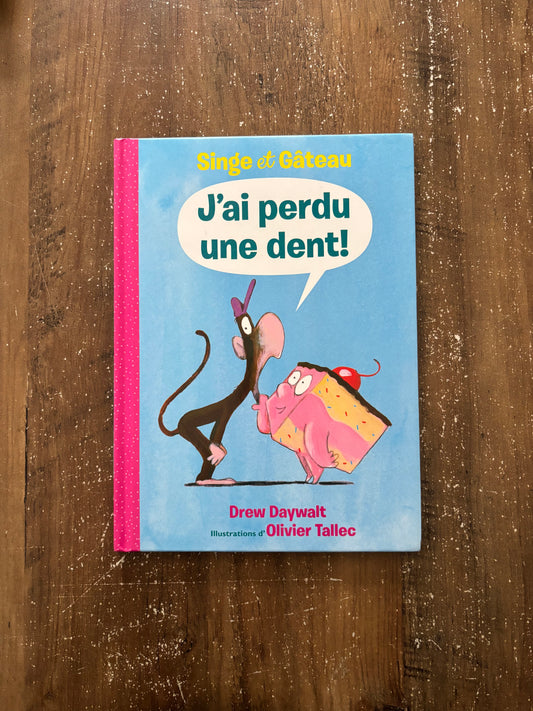 Singe et Gâteau
J'ai perdu
une dent!
Drew Daywalt
Illustrations d'Olivier Tallec